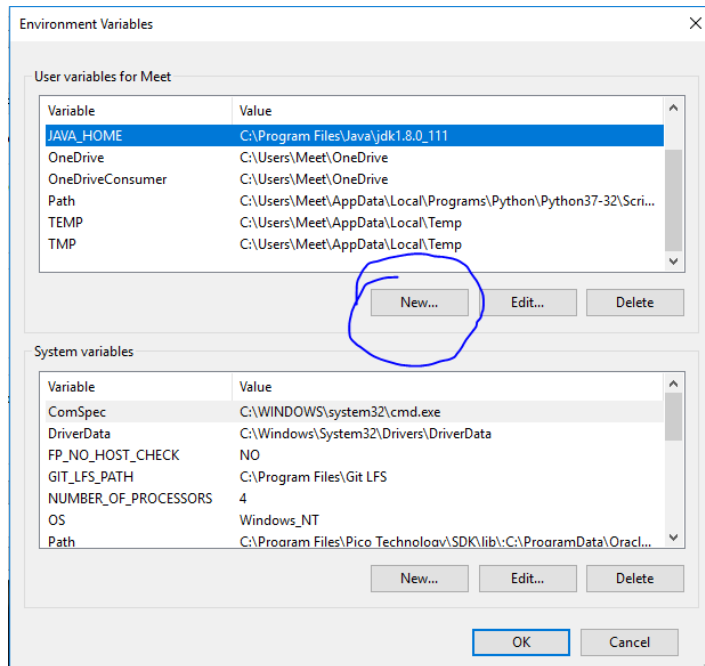 Environment Variables
User variables for Meet
Variable Value
JAVA_HOME C:\Program Files\Java\jdk1.8.0_111
OneDrive C:\Users\Meet\OneDrive
OneDriveConsumer C:\Users\Meet\OneDrive
Path C:\Users\Meet\AppData\Local\Programs\Python\Python37-32\Scri...
TEMP C:\Users\Meet\AppData\Local\Temp
TMP C:\Users\Meet\AppData\Local\Temp
New... Edit... Delete
System variables
Variable Value
ComSpec C:\WINDOWS\system32\cmd.exe
DriverData C:\Windows\System32\Drivers\DriverData
FP_NO_HOST_CHECK NO
GIT_LFS_PATH C:\Program Files\Git LFS
NUMBER_OF_PROCESSORS 4
OS Windows_NT
Path C:\Program Files\Pico Technology\SDK\lib\;C:\ProgramData\Oracl...
New... Edit... Delete
OK Cancel